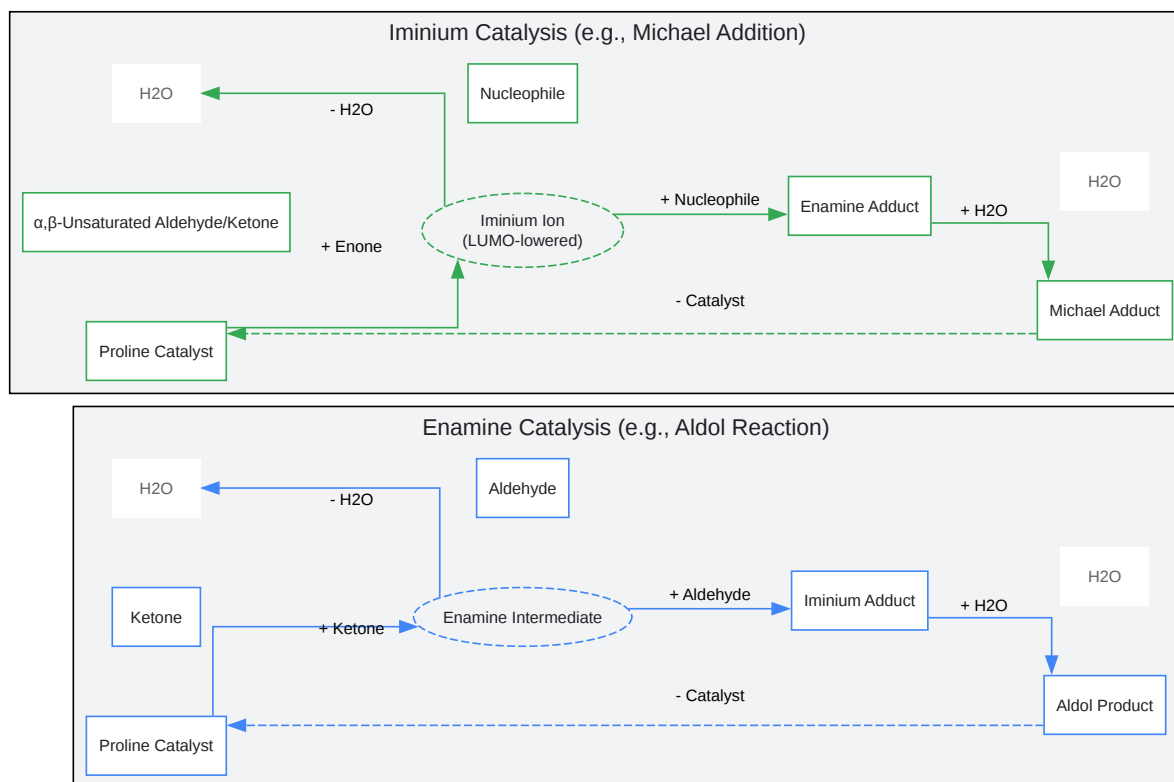 Iminium Catalysis (e.g., Michael Addition)
H2O
Nucleophile
- H2O
H2O
α,β-Unsaturated Aldehyde/Ketone
+ Enone
Iminium Ion
(LUMO-lowered)
+ Nucleophile
Enamine Adduct
+ H2O
- Catalyst
Michael Adduct
Proline Catalyst
Enamine Catalysis (e.g., Aldol Reaction)
H2O
Aldehyde
- H2O
H2O
Ketone
+ Ketone
Enamine Intermediate
+ Aldehyde
Iminium Adduct
+ H2O
- Catalyst
Aldol Product
Proline Catalyst